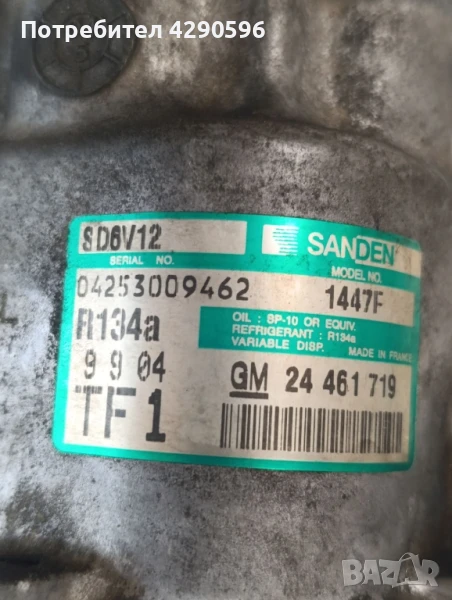 Потребител 4290596
SD6V12
SERIAL NO.
SANDEN
MODEL NO.
04253009462
1447F
R134a
OIL : SP-10 OR EQUIV.
REFRIGERANT : R134a
VARIABLE DISP. MADE IN FRANCE
9 9 04
GM 24 461 719
TF1
BAZAR